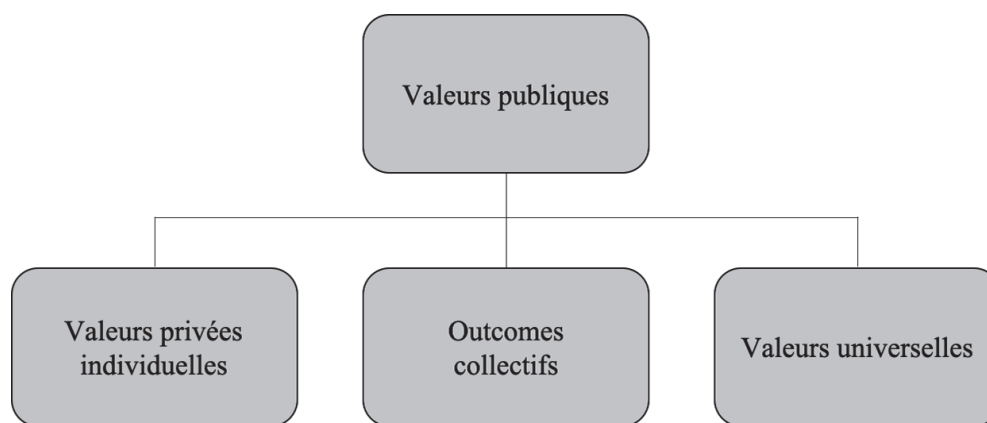 Valeurs publiques
Valeurs privées
individuelles
Outcomes
collectifs
Valeurs universelles